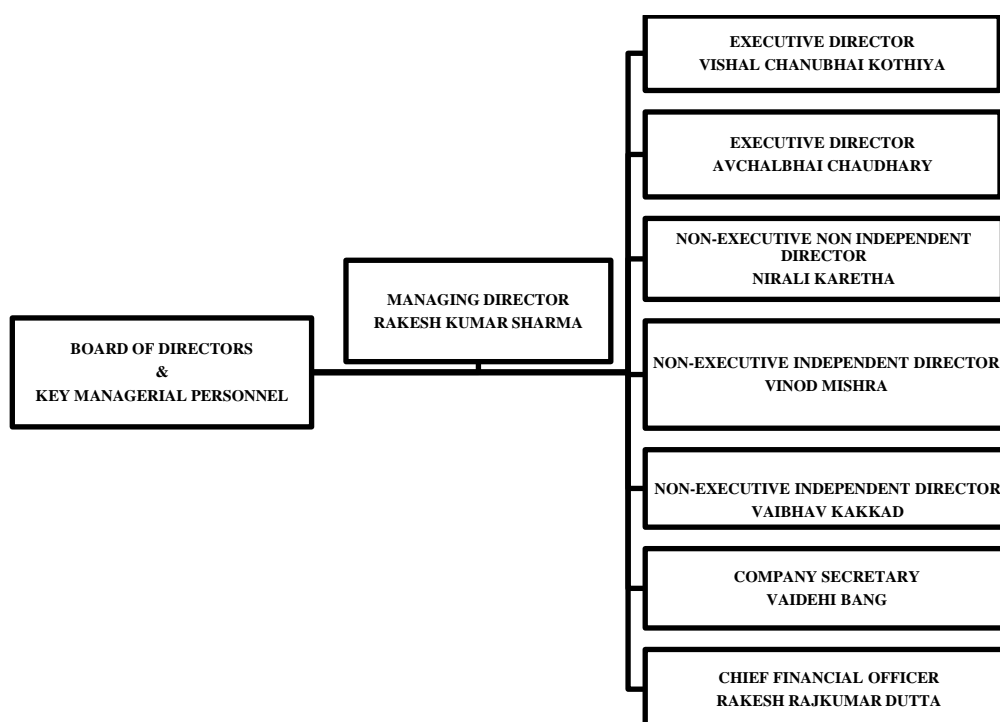 BOARD OF DIRECTORS
&
KEY MANAGERIAL PERSONNEL
MANAGING DIRECTOR
RAKESH KUMAR SHARMA
EXECUTIVE DIRECTOR
VISHAL CHANUBHAI KOTHIYA
EXECUTIVE DIRECTOR
AVCHALBHAI CHAUDHARY
NON-EXECUTIVE NON INDEPENDENT
DIRECTOR
NIRALI KARETHA
NON-EXECUTIVE INDEPENDENT DIRECTOR
VINOD MISHRA
NON-EXECUTIVE INDEPENDENT DIRECTOR
VAIBHAV KAKKAD
COMPANY SECRETARY
VAIDEHI BANG
CHIEF FINANCIAL OFFICER
RAKESH RAJKUMAR DUTTA